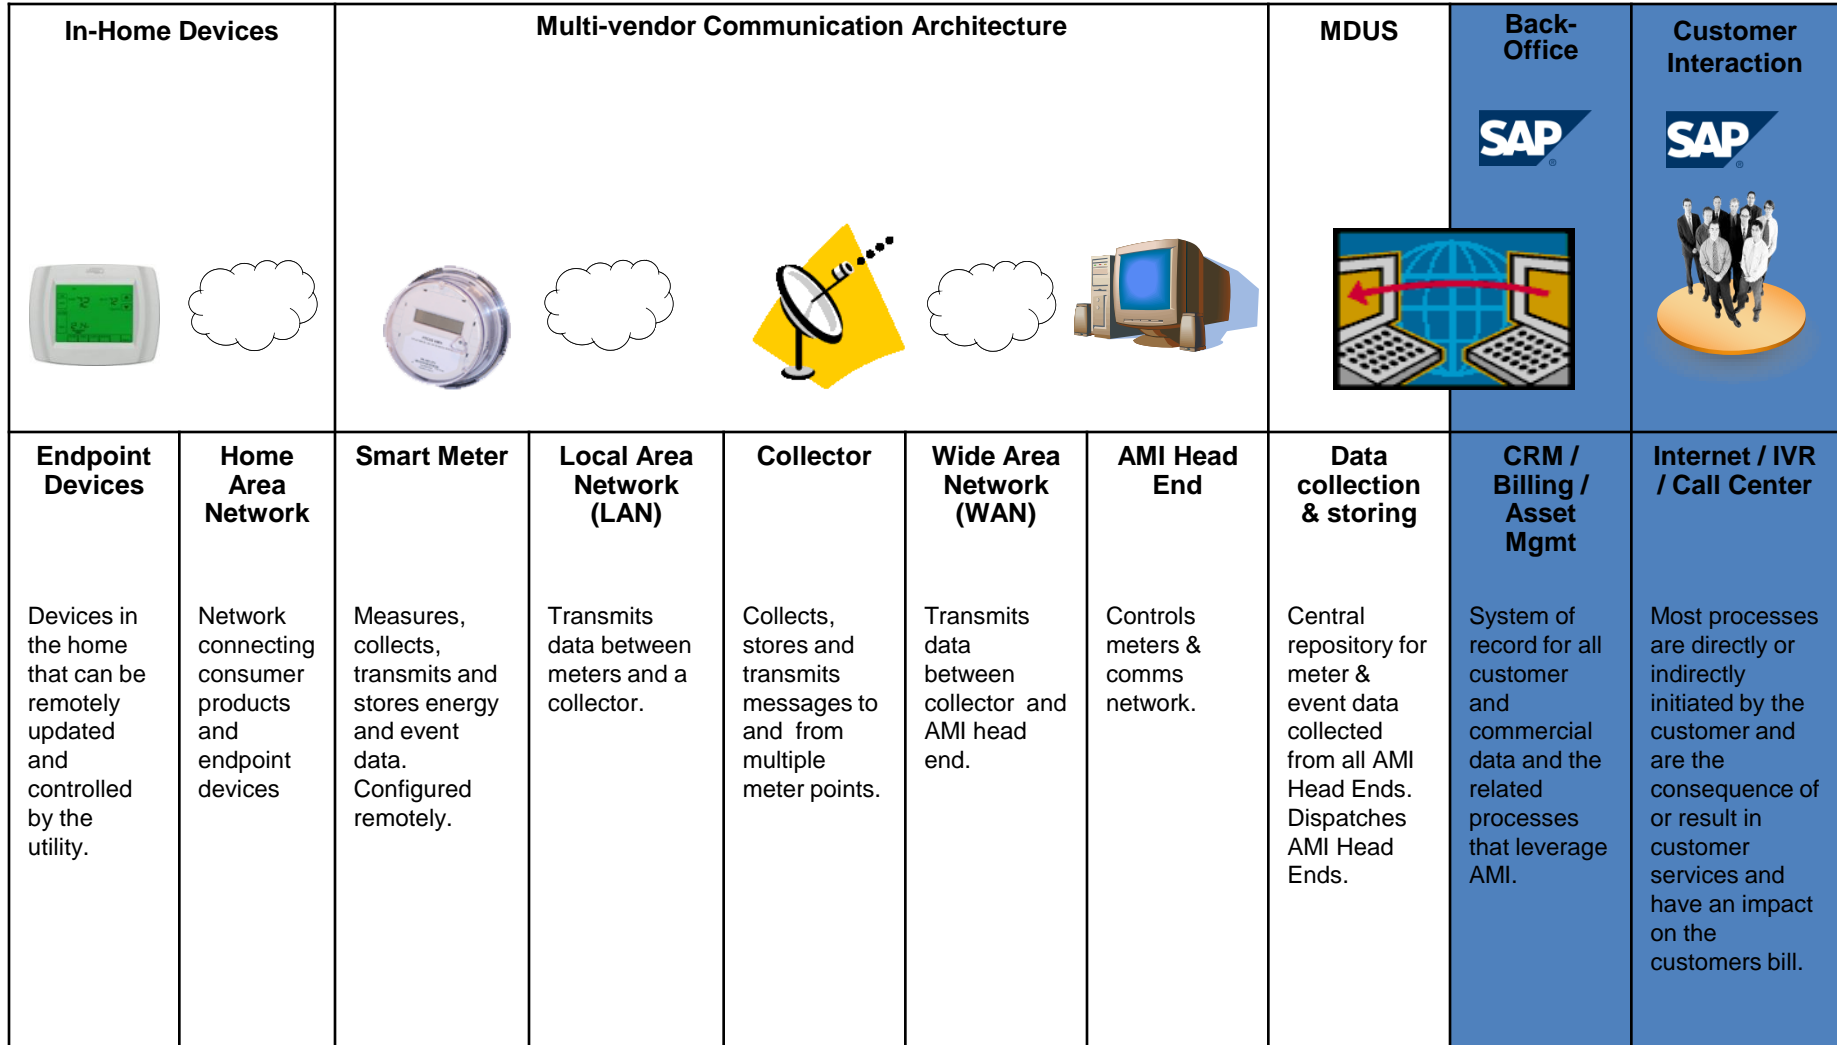 In-Home Devices
Multi-vendor Communication Architecture
MDUS
Back-
Office
Customer
Interaction
SAP
®
SAP
®
72
72
Endpoint
Devices
Home
Area
Network
Smart Meter
Local Area
Network
(LAN)
Collector
Wide Area
Network
(WAN)
AMI Head
End
Data
collection
& storing
CRM /
Billing /
Asset
Mgmt
Internet / IVR
/ Call Center
Devices in
the home
that can be
remotely
updated
and
controlled
by the
utility.
Network
connecting
consumer
products
and
endpoint
devices
Measures,
collects,
transmits and
stores energy
and event
data.
Configured
remotely.
Transmits
data between
meters and a
collector.
Collects,
stores and
transmits
messages to
and  from
multiple
meter points.
Transmits
data
between
collector  and
AMI head
end.
Controls
meters &
comms
network.
Central
repository for
meter &
event data
collected
from all AMI
Head Ends.
Dispatches
AMI Head
Ends.
System of
record for all
customer
and
commercial
data and the
related
processes
that leverage
AMI.
Most processes
are directly or
indirectly
initiated by the
customer and
are the
consequence of
or result in
customer
services and
have an impact
on the
customers bill.